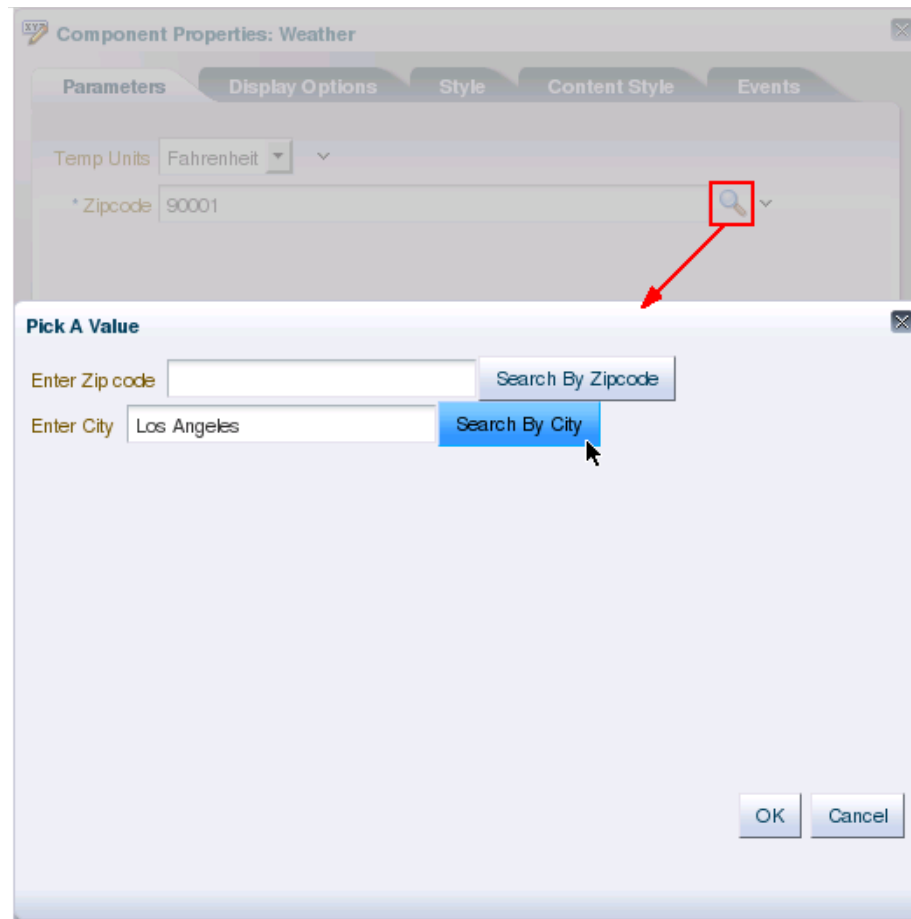 Component Properties: Weather
Parameters Display Options Style Content Style Events
Temp Units Fahrenheit
* Zipcode 90001
Pick A Value
Enter Zip code Search By Zipcode
Enter City Los Angeles Search By City
OK Cancel